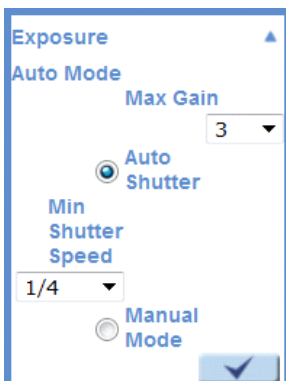 Exposure
Auto Mode
Max Gain
3
Auto
Shutter
Min
Shutter
Speed
1/4
Manual
Mode